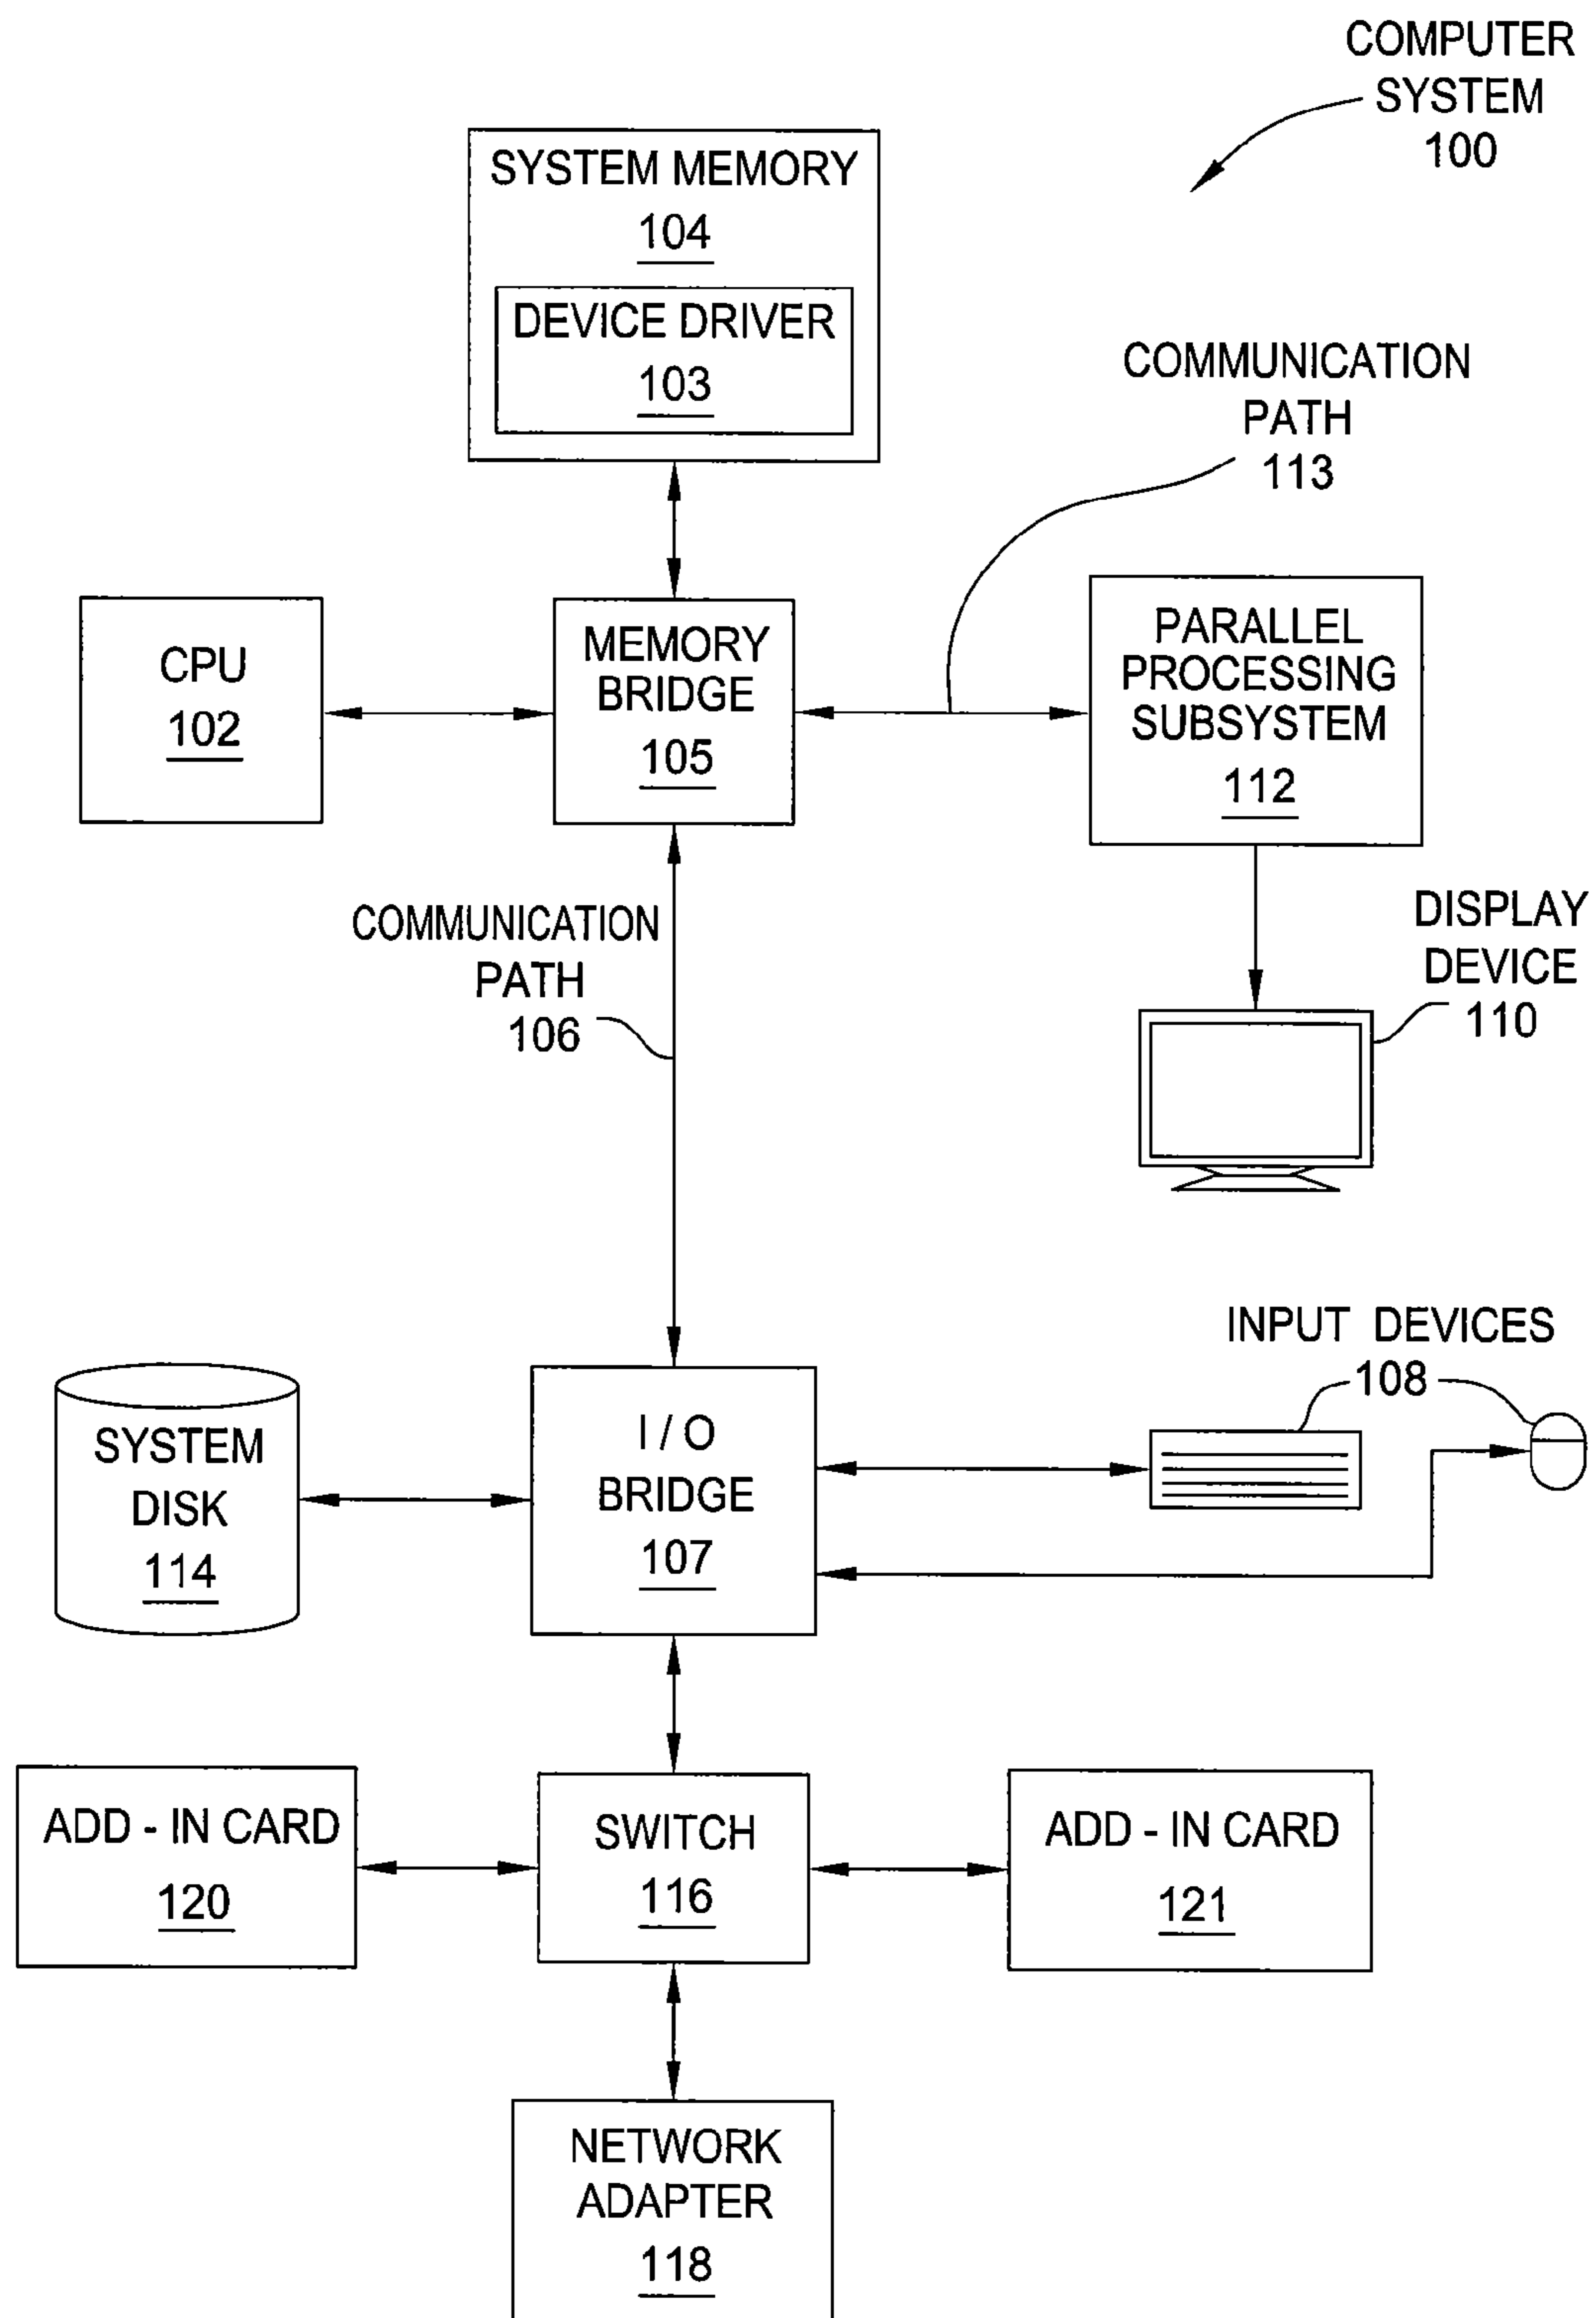 COMPUTER
SYSTEM
100
SYSTEM MEMORY
104
DEVICE DRIVER
103
COMMUNICATION
PATH
113
CPU
102
MEMORY
BRIDGE
105
PARALLEL
PROCESSING
SUBSYSTEM
112
COMMUNICATION
PATH
106
DISPLAY
DEVICE
110
INPUT DEVICES
108
SYSTEM
DISK
114
I / O
BRIDGE
107
ADD - IN CARD
120
SWITCH
116
ADD - IN CARD
121
NETWORK
ADAPTER
118